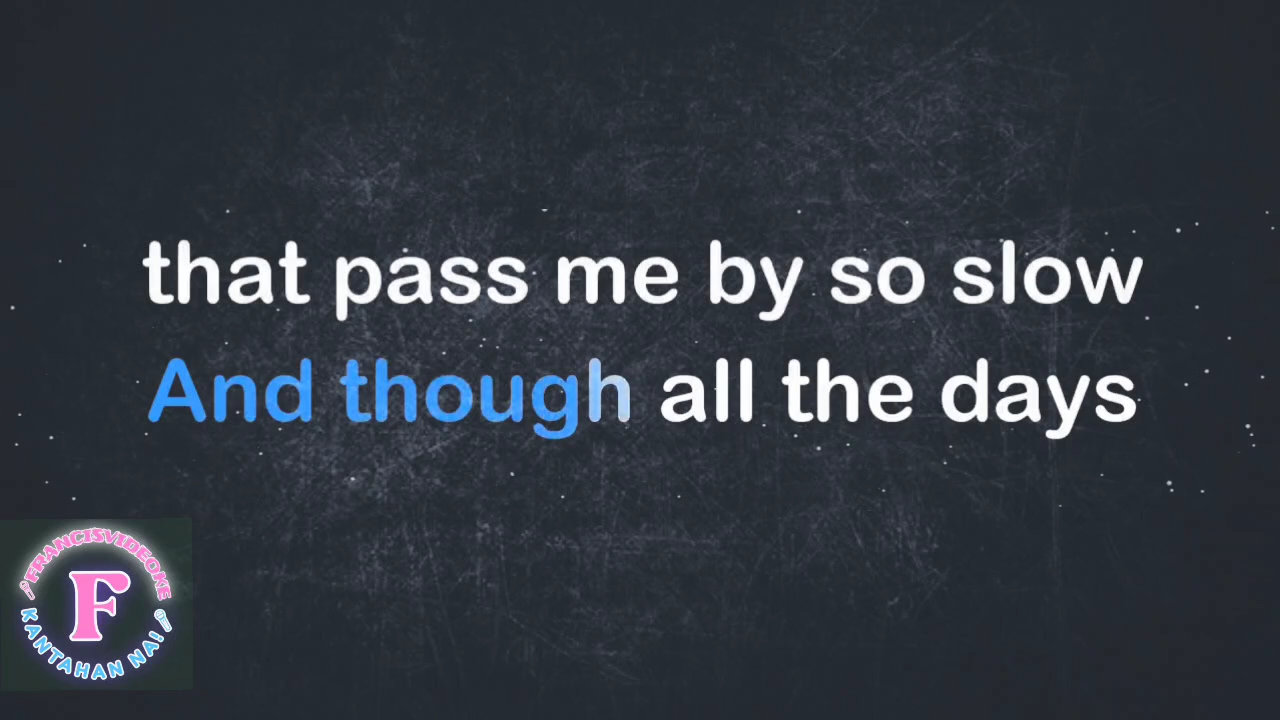 that pass me by so slow
And though all the days
FRANCISVIDEOKE
F
KANTAHAN NA!